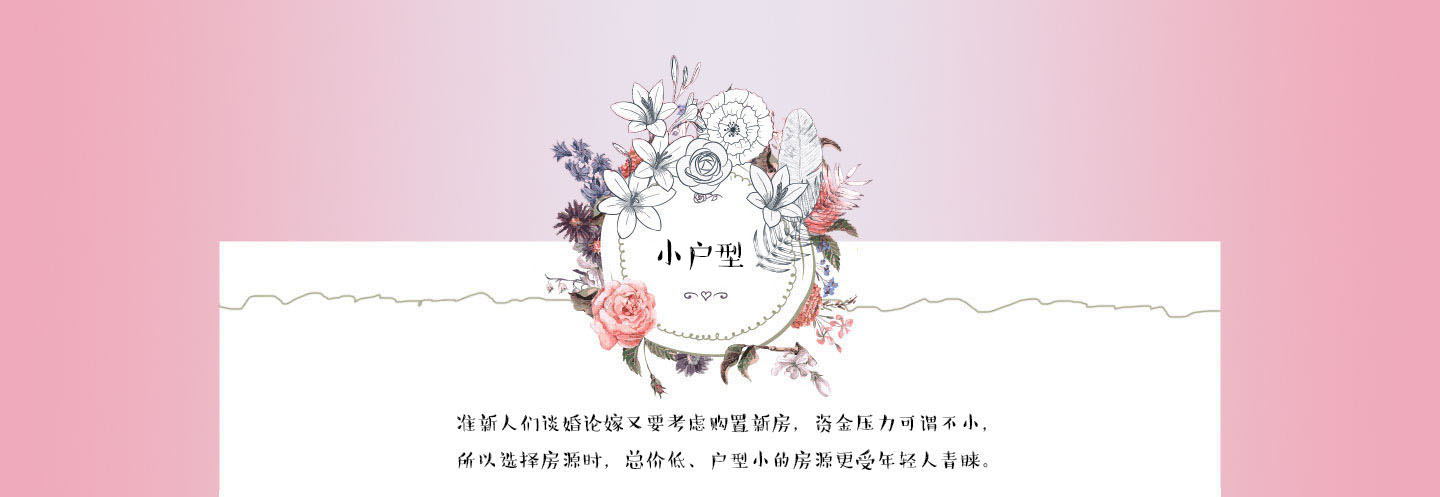 小户型
准新人们谈婚论嫁又要考虑购置新房，资金压力可谓不小，
所以选择房源时，总价低、户型小的房源更受年轻人青睐。